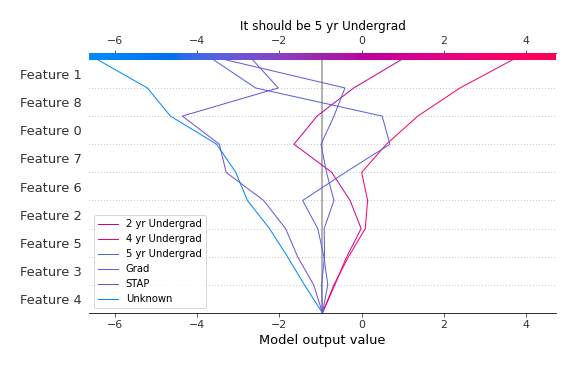 It should be 5 yr Undergrad
−6 −4 −2 0 2 4
Feature 1
Feature 8
Feature 0
Feature 7
Feature 6
Feature 2
Feature 5
Feature 3
Feature 4
2 yr Undergrad
4 yr Undergrad
5 yr Undergrad
Grad
STAP
Unknown
−6 −4 −2 0 2 4
Model output value